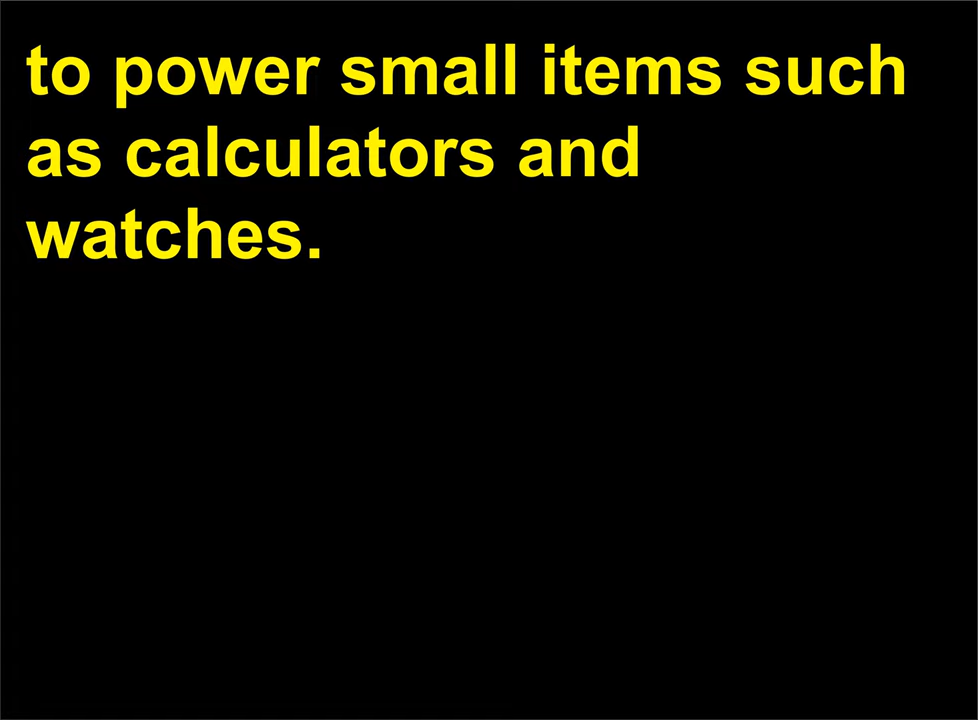 to power small items such
as calculators and
watches.